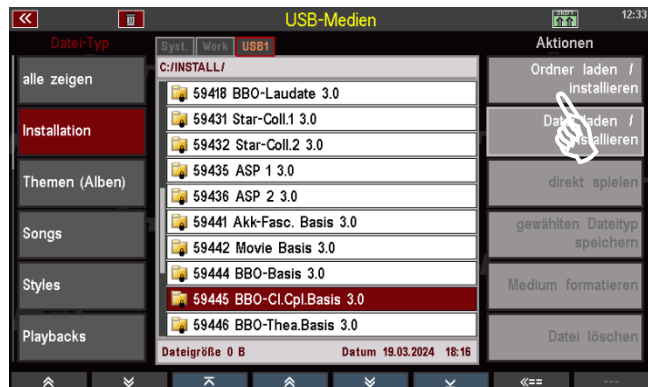 USB-Medien
SHIFT
12:33
Datei-Typ
Syst. Work USB1
Aktionen
alle zeigen
Installation
Themen (Alben)
Songs
Styles
Playbacks
C:/INSTALL/
59418 BBO-Laudate 3.0
59431 Star-Coll.1 3.0
59432 Star-Coll.2 3.0
59435 ASP 1 3.0
59436 ASP 2 3.0
59441 Akk-Fasc. Basis 3.0
59442 Movie Basis 3.0
59444 BBO-Basis 3.0
59445 BBO-Cl.Cpl.Basis 3.0
59446 BBO-Thea.Basis 3.0
Dateigröße 0 B Datum 19.03.2024 18:16
Ordner laden /
installieren
laden /
direkt spielen
gewählten Dateityp
speichern
Medium formatieren
Datei löschen
«==
---